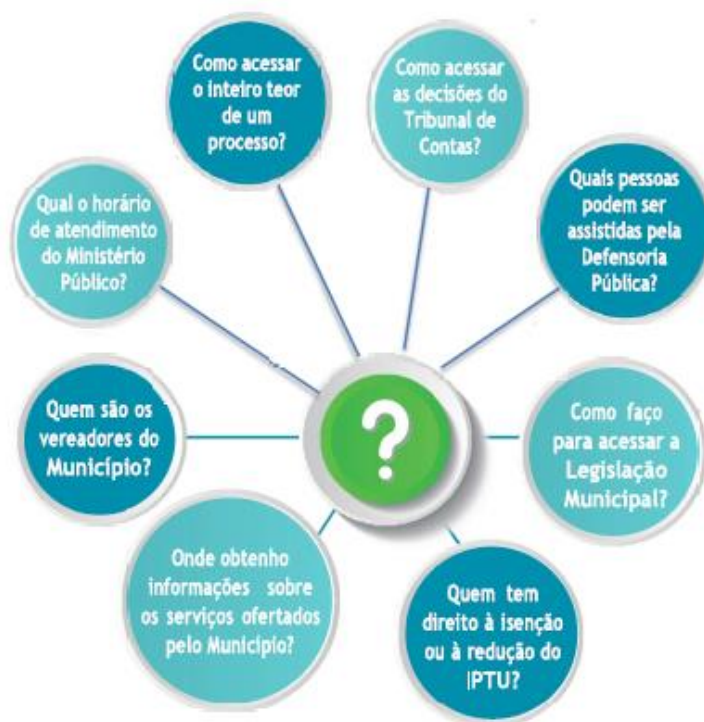 Como acessar
o inteiro teor
de um
processo?
Como acessar
as decisões do
Tribunal de
Contas?
Qual o horário
de atendimento
do Ministério
Público?
Quais pessoas
podem ser
assistidas pela
Defensoria
Pública?
Quem são os
vereadores do
Município?
?
Como faço
para acessar a
Legislação
Municipal?
Onde obtenho
informações sobre
os serviços ofertados
pelo Município?
Quem tem
direito à isenção
ou à redução do
IPTU?